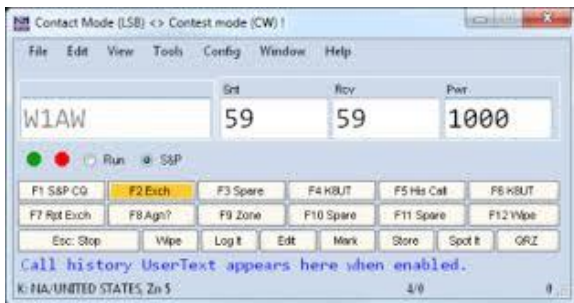 Contact Mode (LSB) <> Contest mode (CW) !
File Edit View Tools Config Window Help
Snt Rcv Pwr
W1AW 59 59 1000
Run S&P
F1 S&P CQ F2 Exch F3 Spare F4 K8UT F5 His Call F6 K8UT
F7 Rpt Exch F8 Agn? F9 Zone F10 Spare F11 Spare F12 Wipe
Esc: Stop Wipe Log It Edit Mark Store Spot It QRZ
Call history UserText appears here when enabled.
K: NA/UNITED STATES, Zn 5 4/0 0